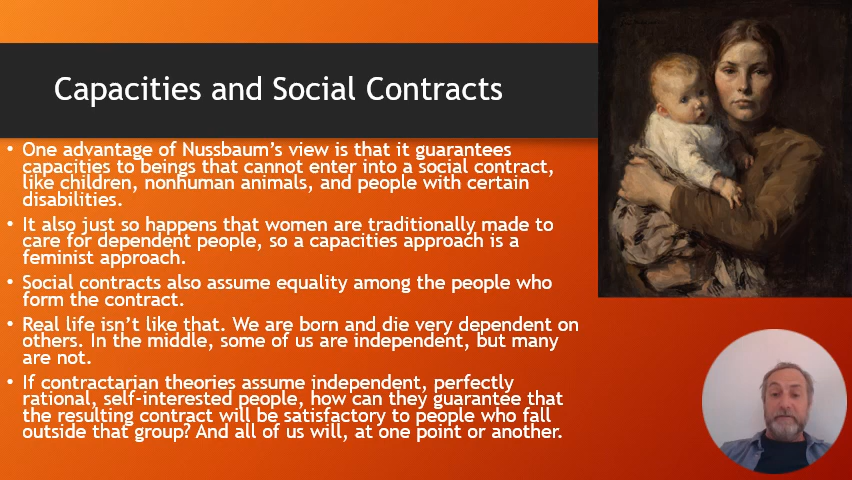 Capacities and Social Contracts
• One advantage of Nussbaum's view is that it guarantees
capacities to beings that cannot enter into a social contract,
like children, nonhuman animals, and people with certain
disabilities.
• It also just so happens that women are traditionally made to
care for dependent people, so a capacities approach is a
feminist approach.
• Social contracts also assume equality among the people who
form the contract.
• Real life isn't like that. We are born and die very dependent on
others. In the middle, some of us are independent, but many
are not.
• If contractarian theories assume independent, perfectly
rational, self-interested people, how can they guarantee that
the resulting contract will be satisfactory to people who fall
outside that group? And all of us will, at one point or another.